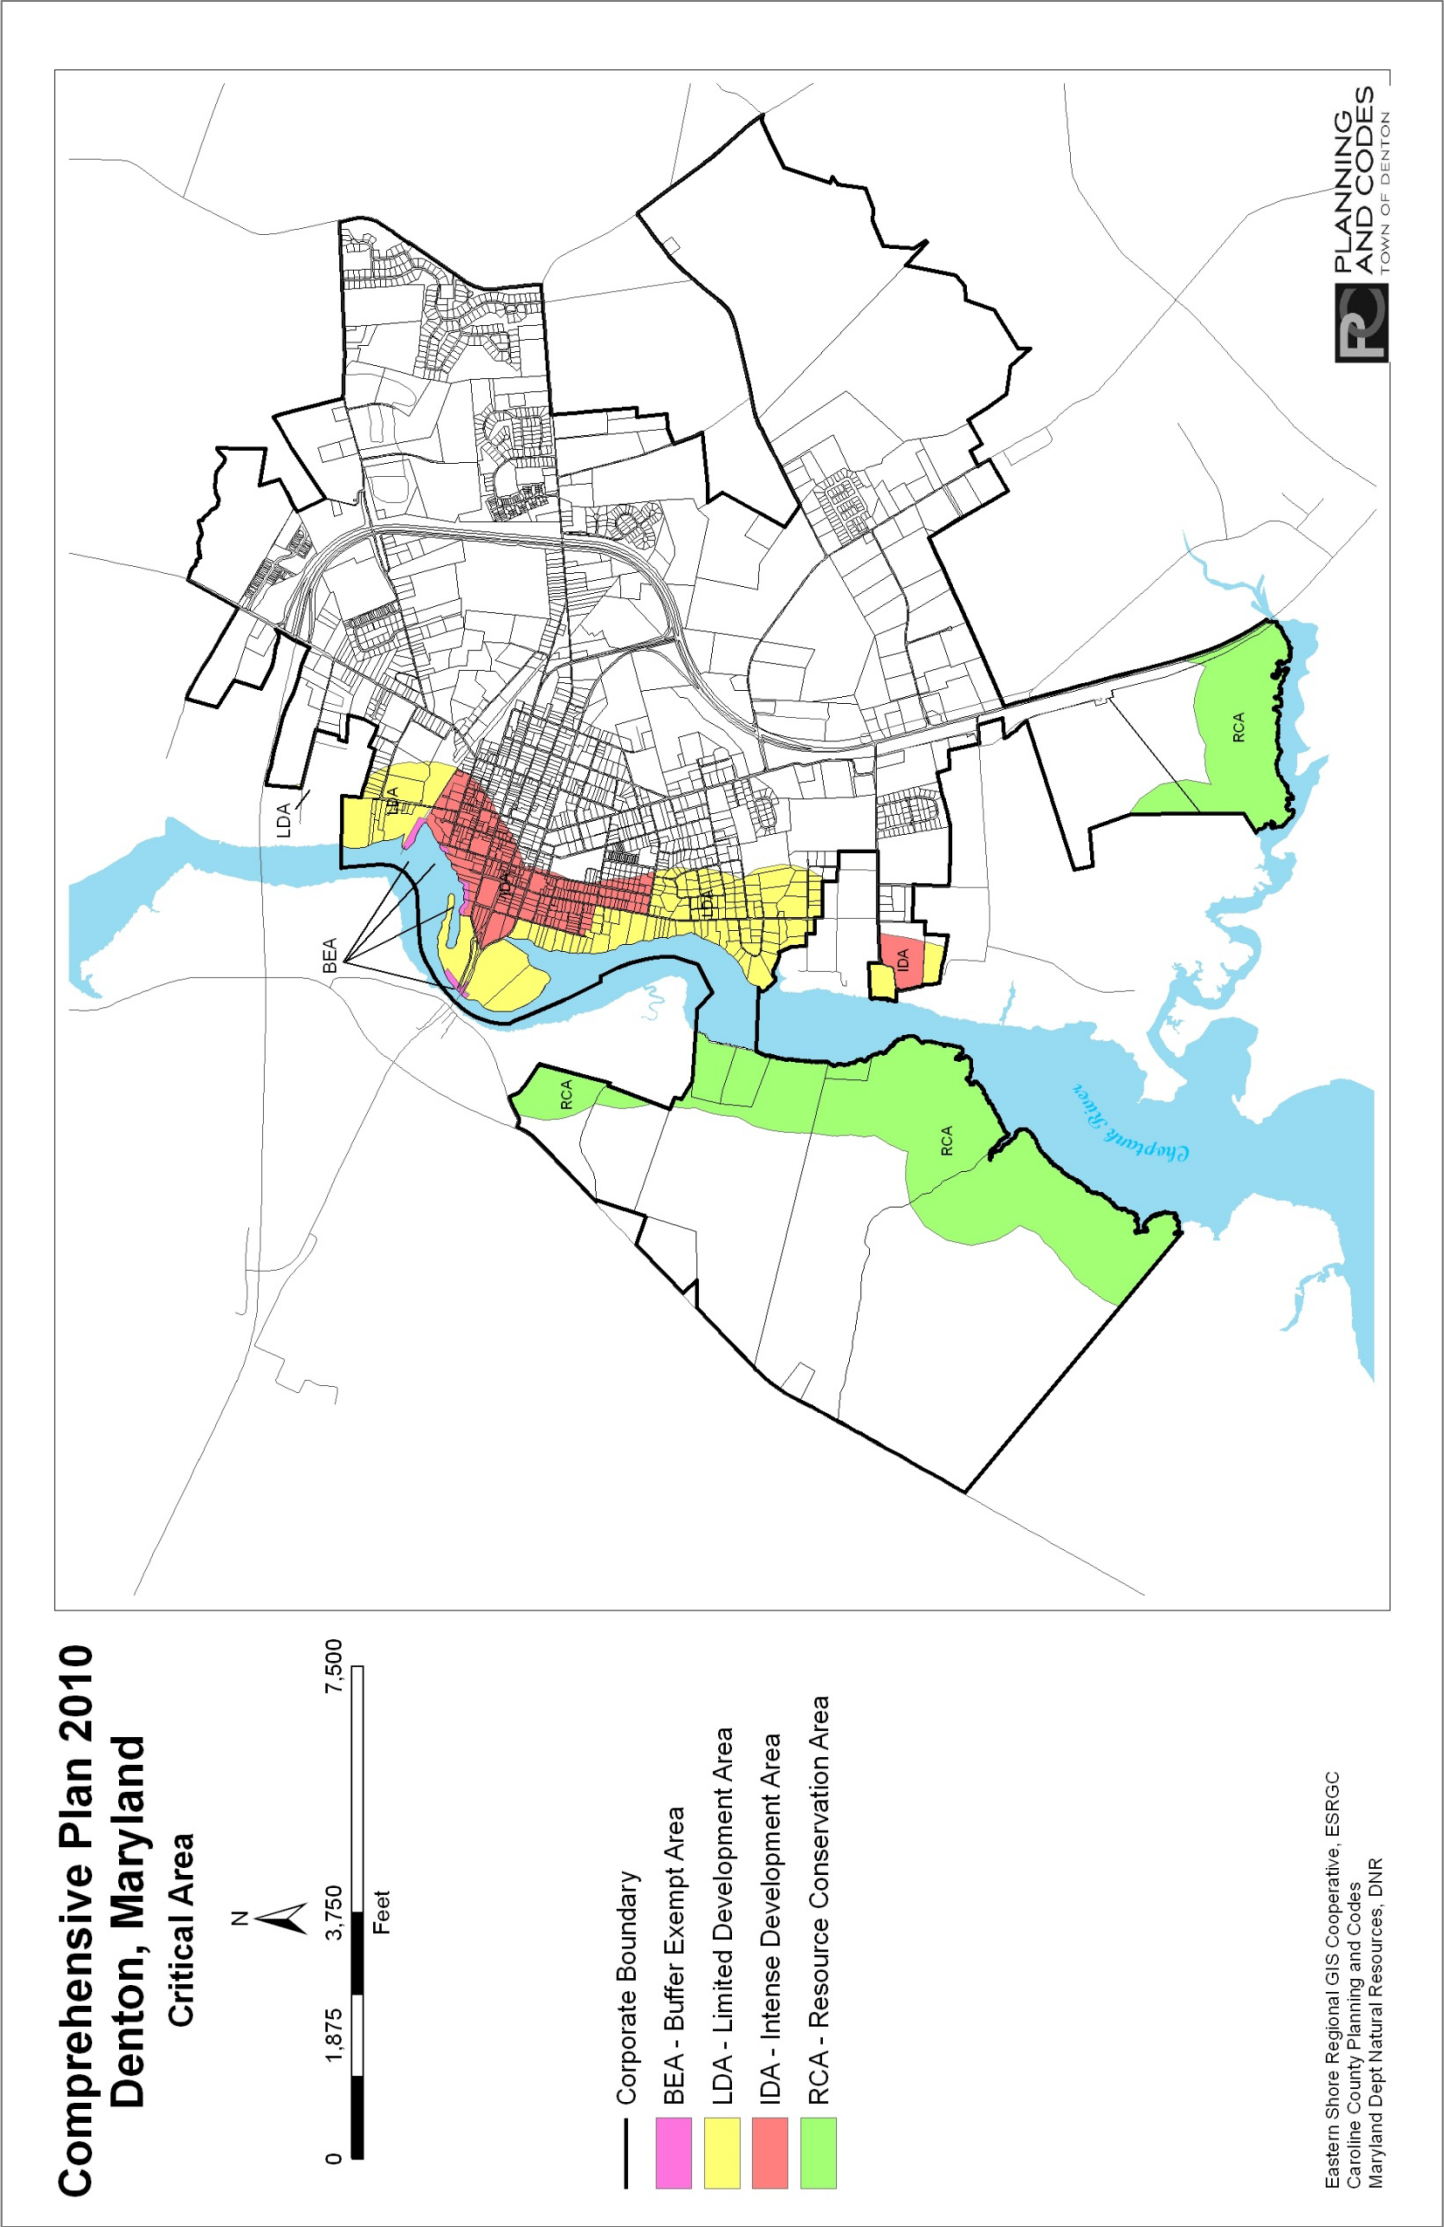 Comprehensive Plan 2010
Denton, Maryland
Critical Area
N
0 1,875 3,750 7,500
Feet
Corporate Boundary
BEA - Buffer Exempt Area
LDA - Limited Development Area
IDA - Intense Development Area
RCA - Resource Conservation Area
Eastern Shore Regional GIS Cooperative, ESRGC
Caroline County Planning and Codes
Maryland Dept Natural Resources, DNR
LDA
LDA
BEA
IDA
LDA
IDA
RCA
RCA
RCA
Choptank River
PC
PLANNING
AND CODES
TOWN OF DENTON